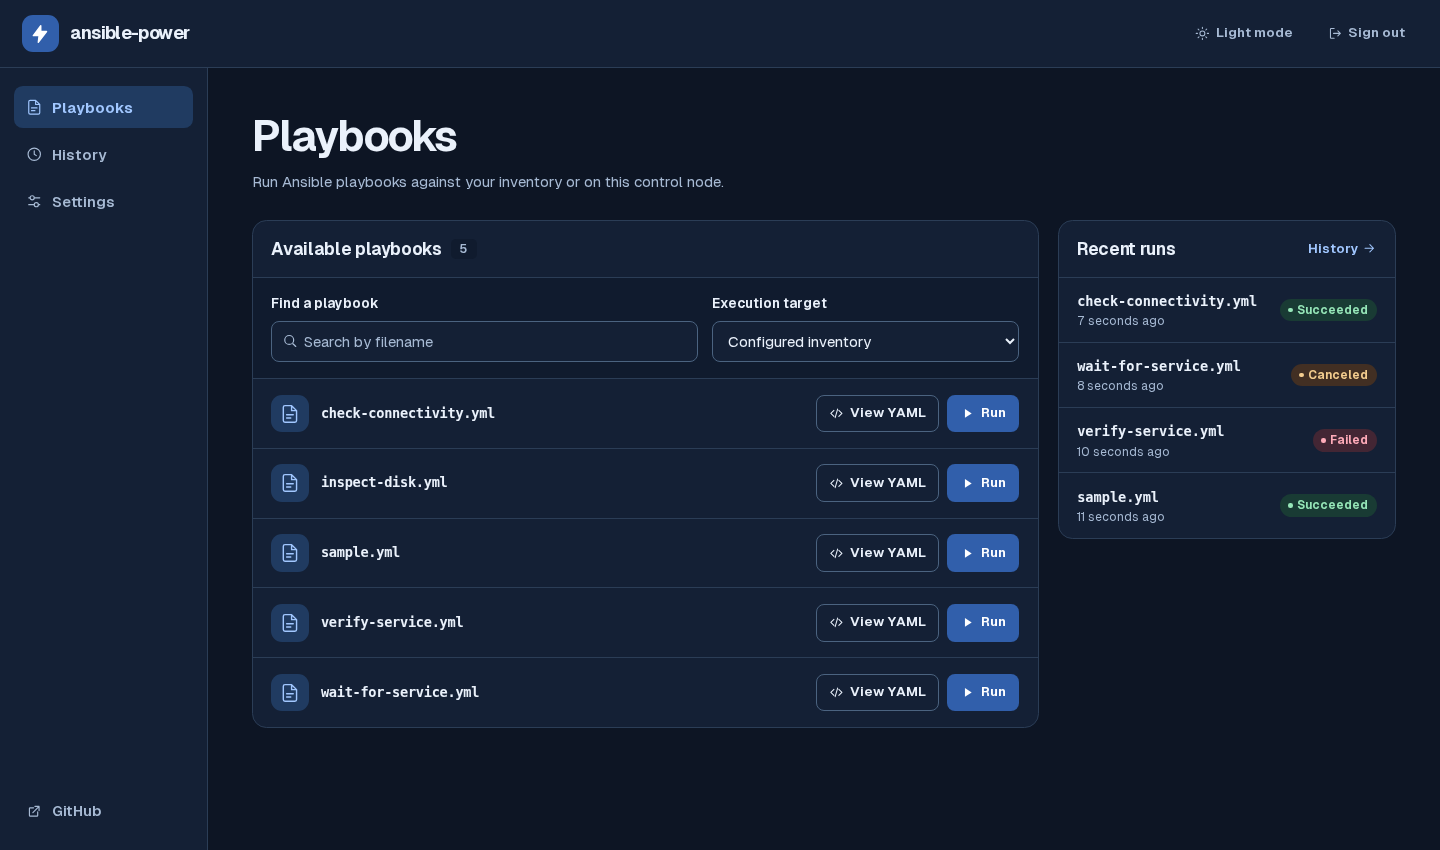 ansible-power
Light mode
Sign out
Playbooks
History
Settings
GitHub
Playbooks
Run Ansible playbooks against your inventory or on this control node.
Available playbooks 5
Find a playbook
Search by filename
Execution target
Configured inventory
check-connectivity.yml
View YAML
Run
inspect-disk.yml
View YAML
Run
sample.yml
View YAML
Run
verify-service.yml
View YAML
Run
wait-for-service.yml
View YAML
Run
Recent runs
History →
check-connectivity.yml
7 seconds ago
Succeeded
wait-for-service.yml
8 seconds ago
Canceled
verify-service.yml
10 seconds ago
Failed
sample.yml
11 seconds ago
Succeeded